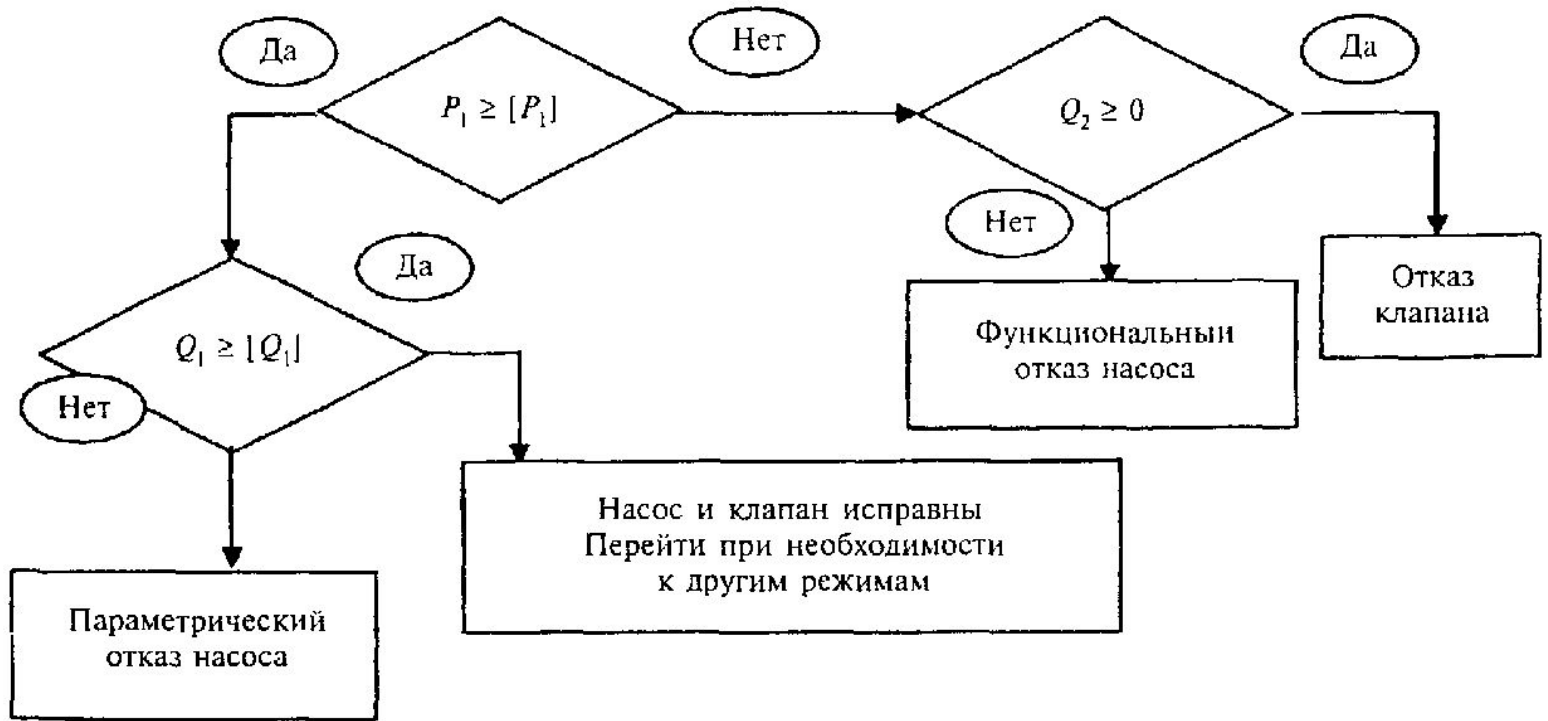 Да
Нет
Да
P₁ ≥ [P₁]
Q₂ ≥ 0
Нет
Да
Отказ
клапана
Q₁ ≥ [Q₁]
Функциональный
отказ насоса
Нет
Насос и клапан исправны
Перейти при необходимости
к другим режимам
Параметрический
отказ насоса